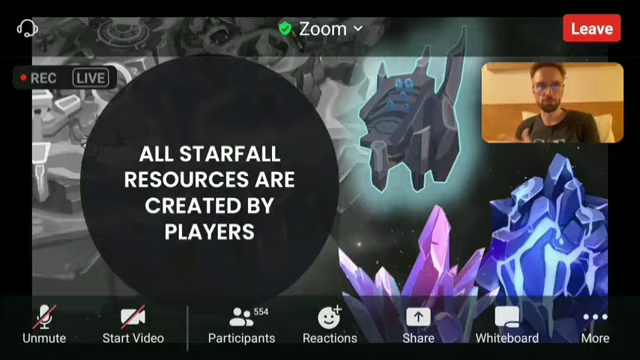 Zoom
Leave
REC LIVE
ALL STARFALL
RESOURCES ARE
CREATED BY
PLAYERS
554
Unmute Start Video Participants Reactions Share Whiteboard More